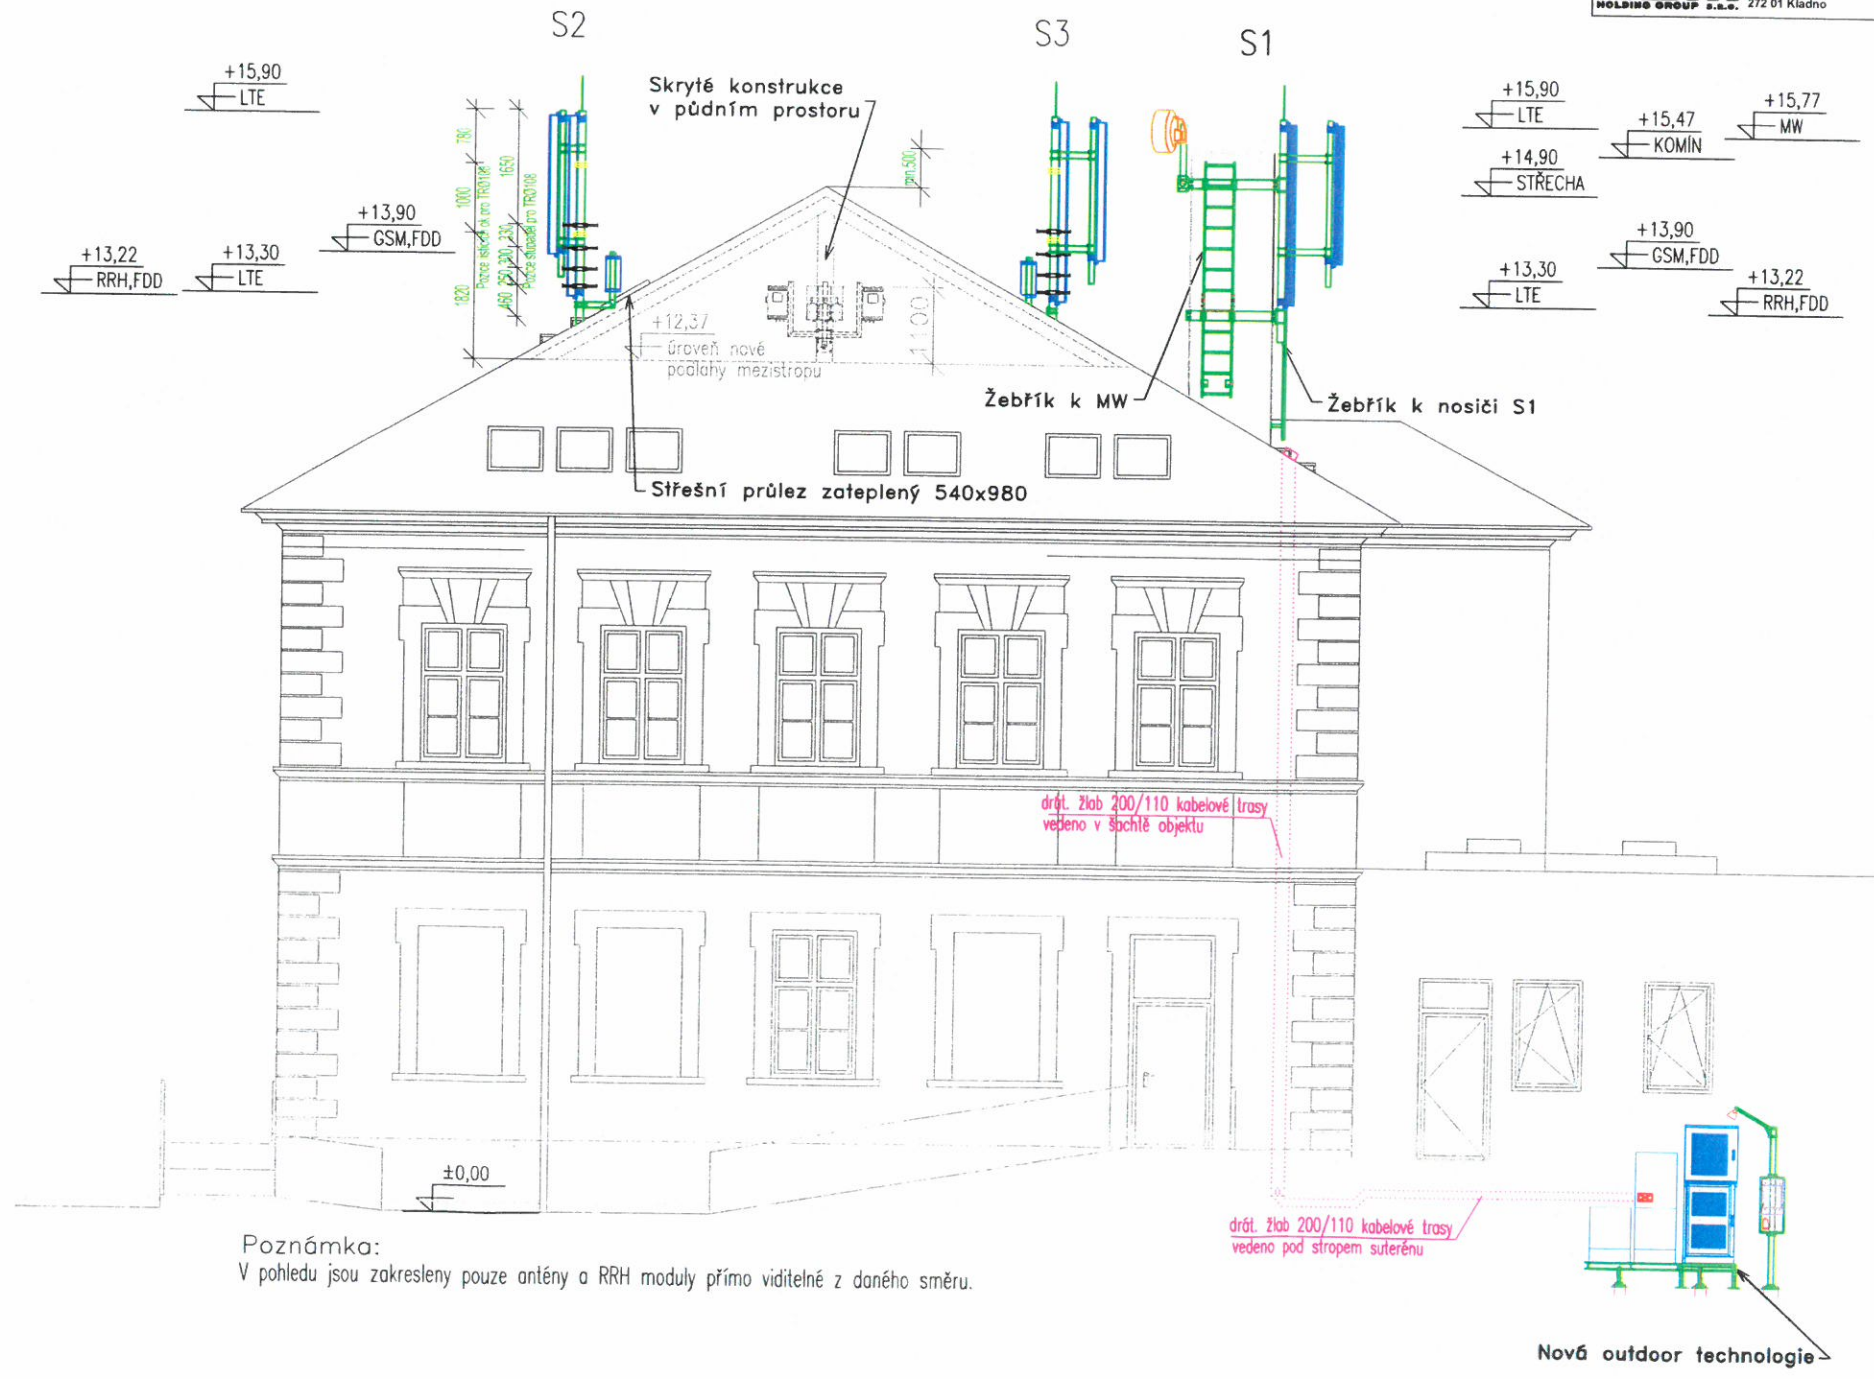 HOLDING GROUP s.r.o. 272 01 Kladno
S2
S3
S1
+15,90
LTE
+13,90
GSM,FDD
+13,22
RRH,FDD
+13,30
LTE
780
1000
1820
1650
230
300
250
460
Skryté konstrukce
v půdním prostoru
min.500
+15,90
LTE
+15,47
KOMÍN
+15,77
MW
+14,90
STŘECHA
+13,90
GSM,FDD
+13,30
LTE
+13,22
RRH,FDD
+12,37
úroveň nové
podlahy mezistropu
1100
Žebřík k MW
Žebřík k nosiči S1
Střešní průlez zateplený 540x980
drát. žlab 200/110 kabelové trasy
vedeno v šachtě objektu
±0,00
drát. žlab 200/110 kabelové trasy
vedeno pod stropem suterénu
Poznámka:
V pohledu jsou zakresleny pouze antény a RRH moduly přímo viditelné z daného směru.
Nová outdoor technologie